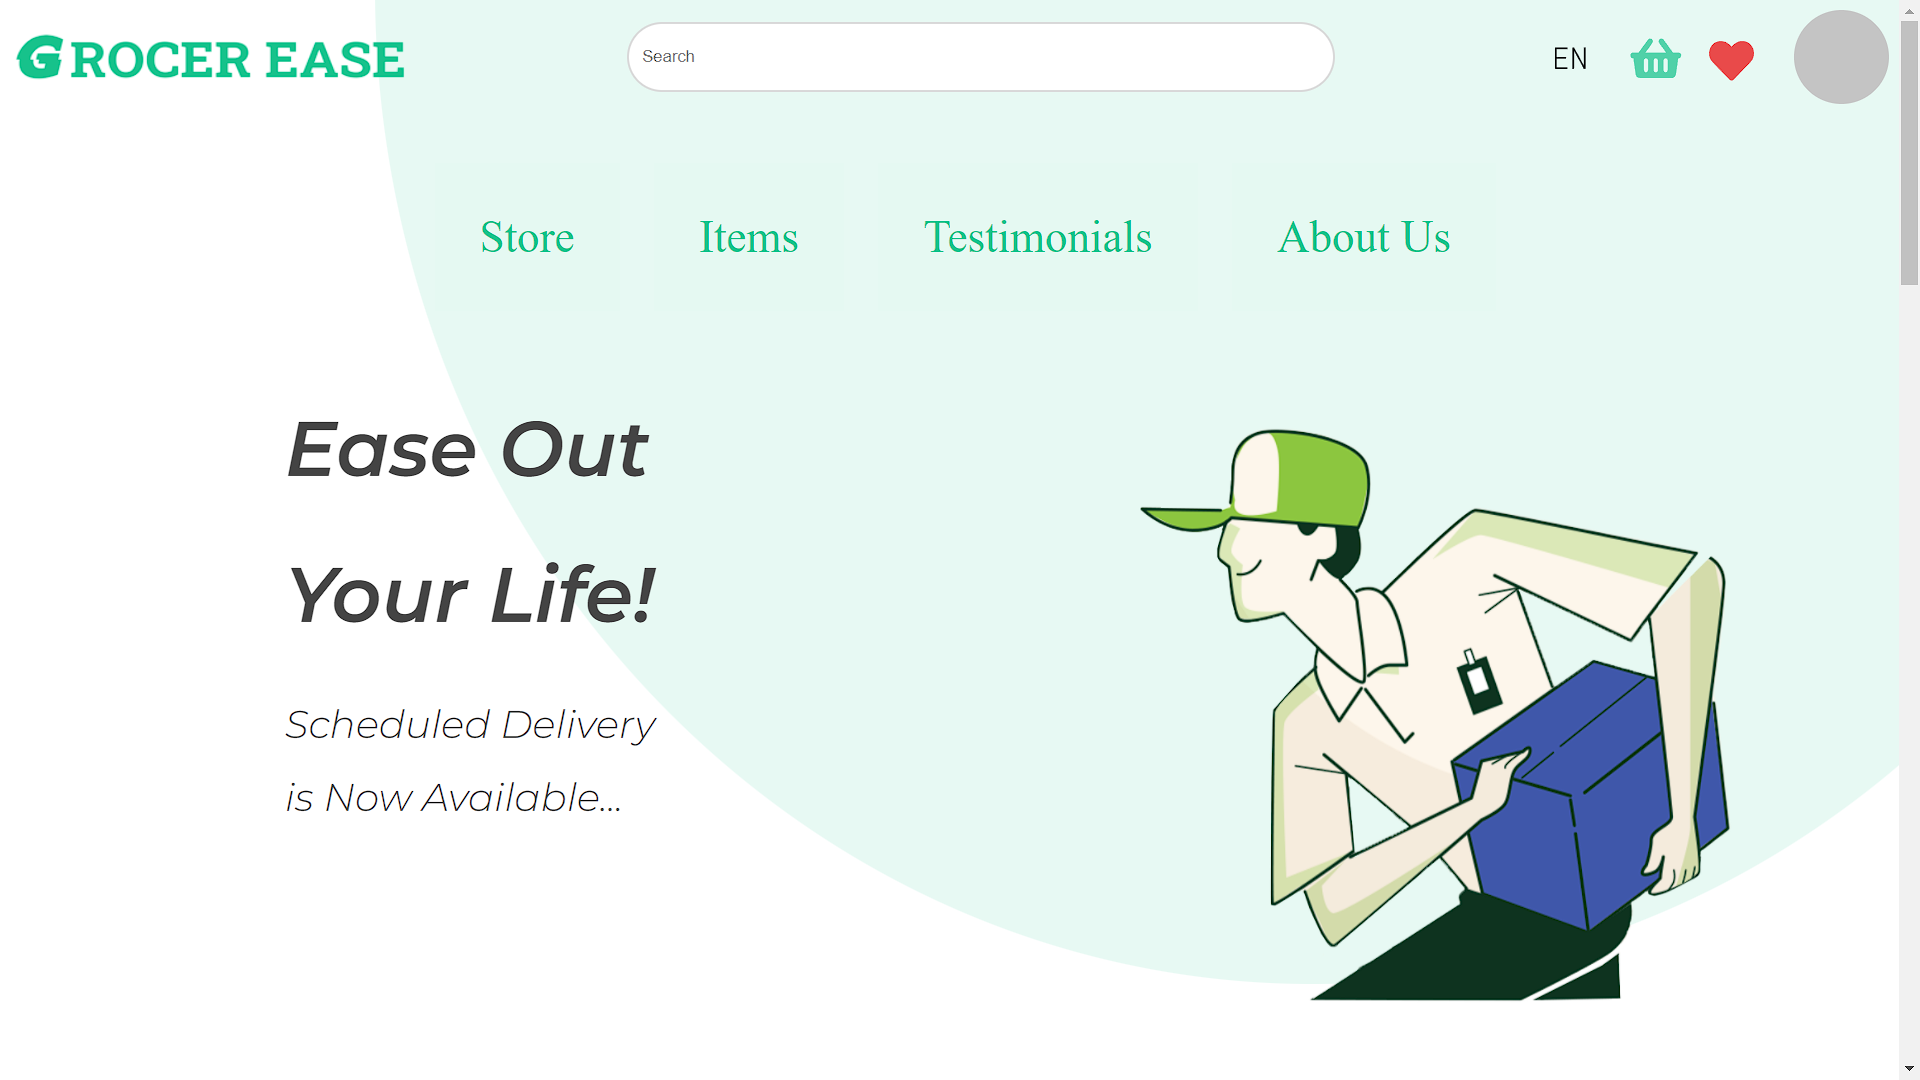 GROCER EASE
Search
EN
Store
Items
Testimonials
About Us
Ease Out
Your Life!
Scheduled Delivery
is Now Available...